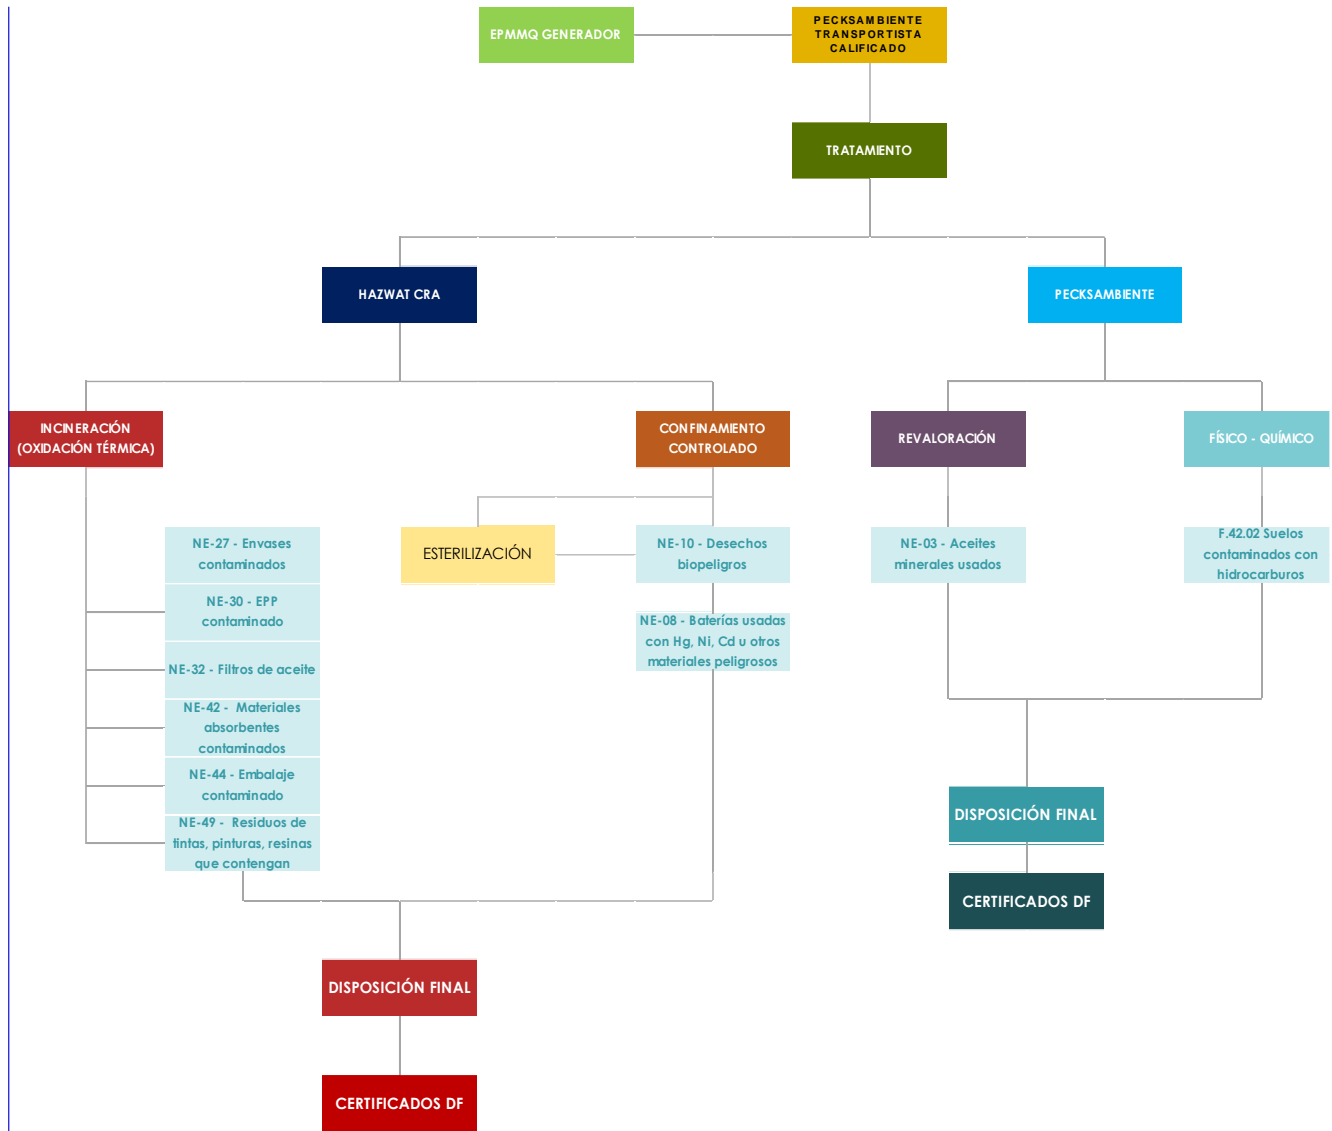 EPMMQ GENERADOR
PECKSAMBIENTE
TRANSPORTISTA
CALIFICADO
TRATAMIENTO
HAZWAT CRA
PECKSAMBIENTE
INCINERACIÓN
(OXIDACIÓN TÉRMICA)
CONFINAMIENTO
CONTROLADO
REVALORACIÓN
FÍSICO - QUÍMICO
NE-27 - Envases
contaminados
ESTERILIZACIÓN
NE-10 - Desechos
biopeligros
NE-03 - Aceites
minerales usados
F.42.02 Suelos
contaminados con
hidrocarburos
NE-30 - EPP
contaminado
NE-08 - Baterías usadas
con Hg, Ni, Cd u otros
materiales peligrosos
NE-32 - Filtros de aceite
NE-42 - Materiales
absorbentes
contaminados
NE-44 - Embalaje
contaminado
NE-49 - Residuos de
tintas, pinturas, resinas
que contengan
DISPOSICIÓN FINAL
CERTIFICADOS DF
DISPOSICIÓN FINAL
CERTIFICADOS DF